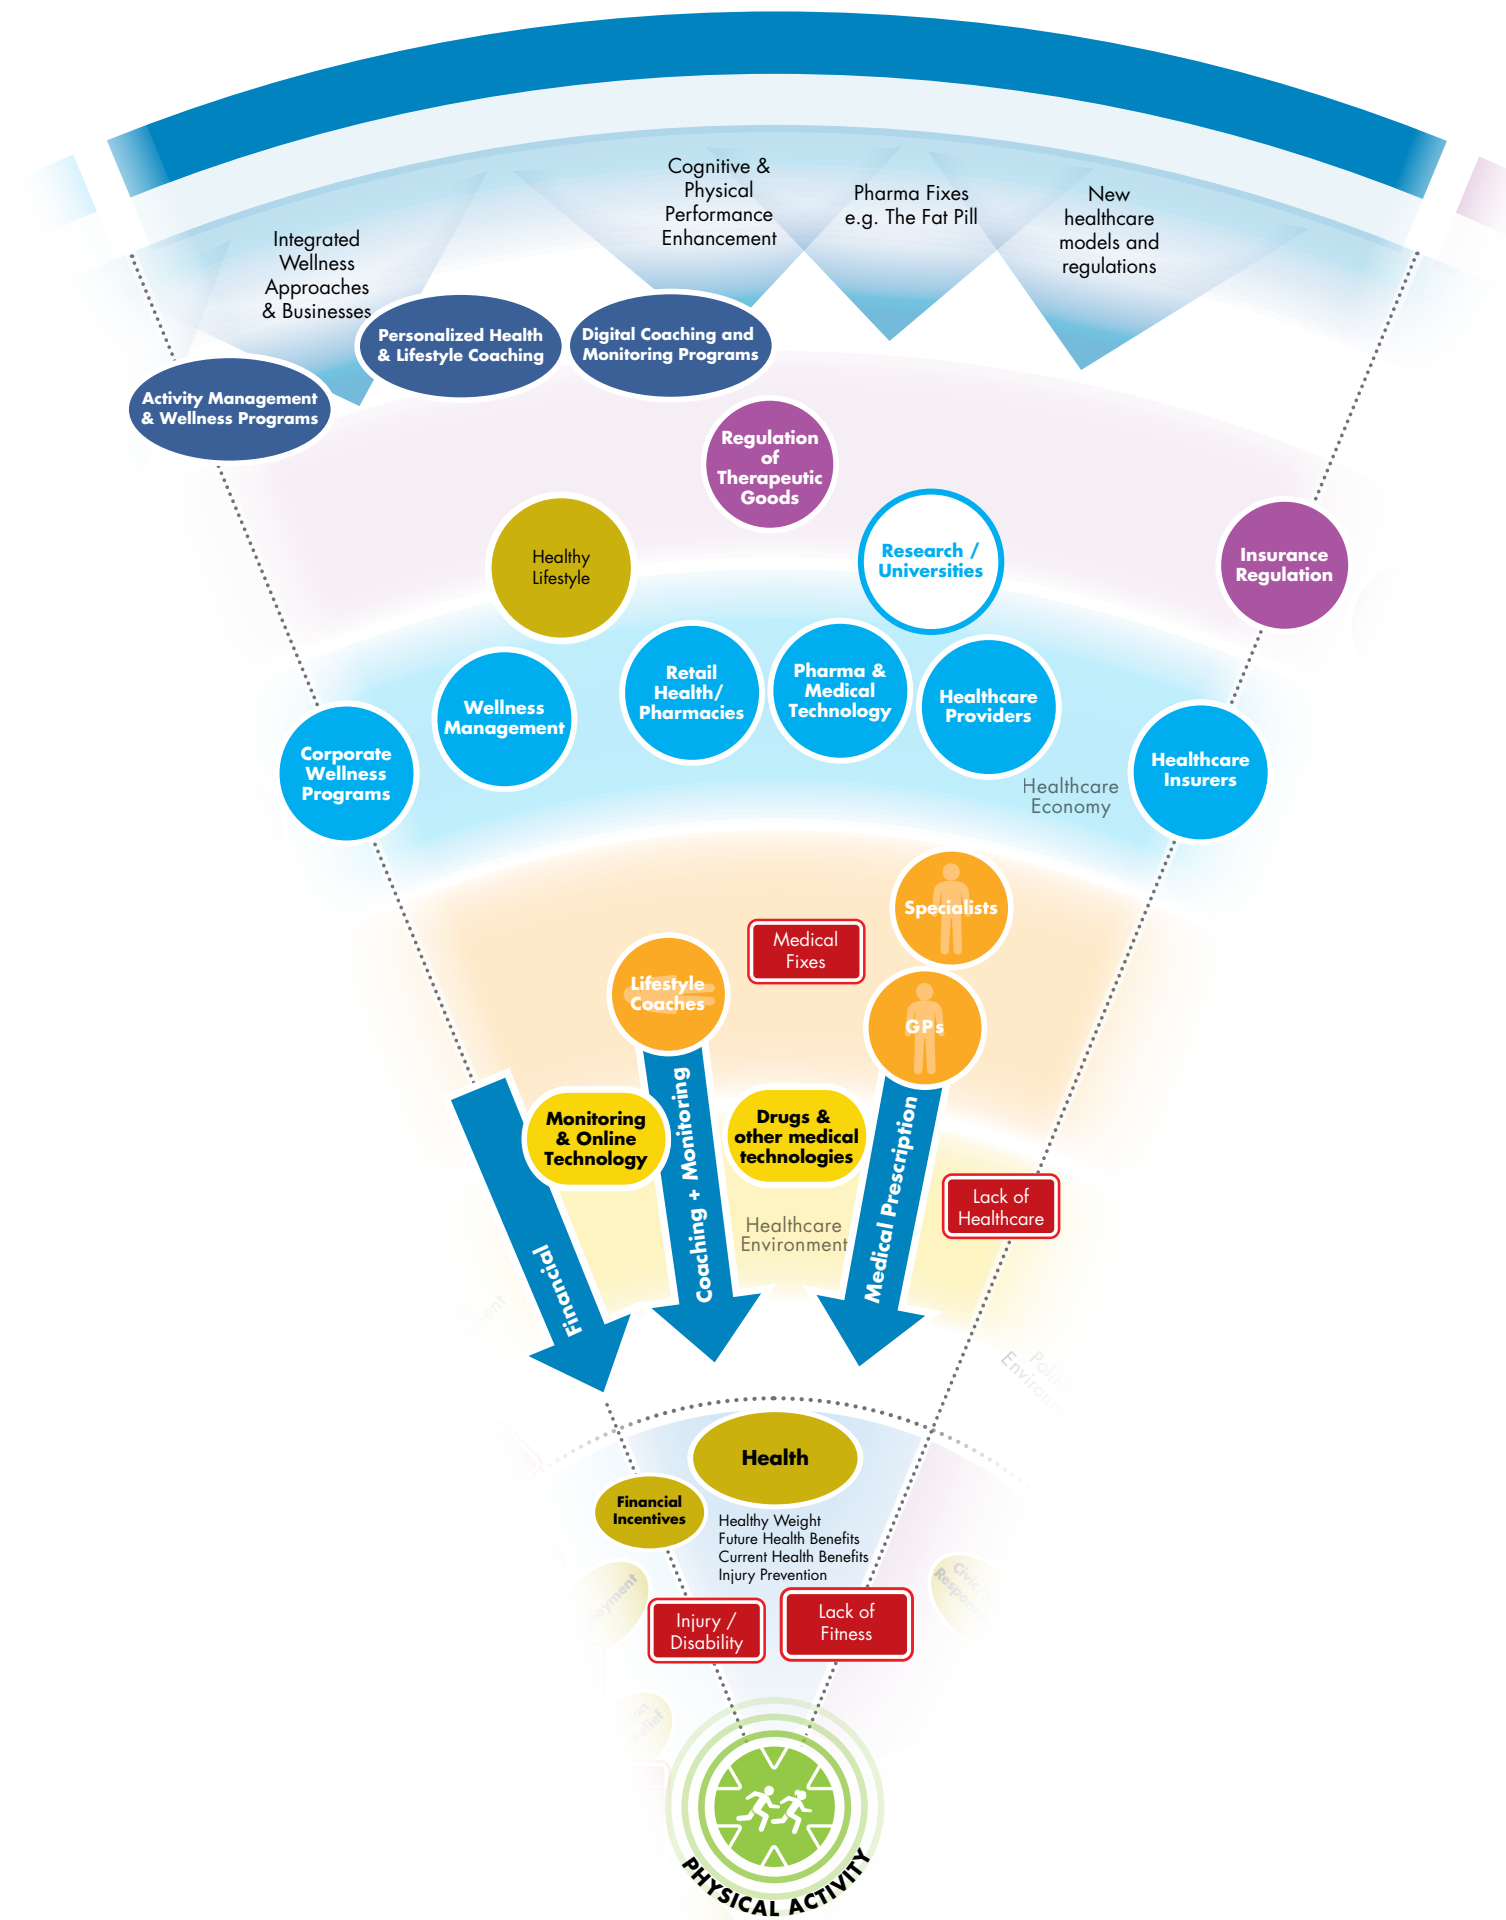 Cognitive &
Physical
Performance
Enhancement
Pharma Fixes
e.g. The Fat Pill
New
healthcare
models and
regulations
Integrated
Wellness
Approaches
& Businesses
Personalized Health
& Lifestyle Coaching
Digital Coaching and
Monitoring Programs
Activity Management
& Wellness Programs
Regulation
of
Therapeutic
Goods
Healthy
Lifestyle
Research /
Universities
Insurance
Regulation
Retail
Health/
Pharmacies
Pharma &
Medical
Technology
Healthcare
Providers
Wellness
Management
Corporate
Wellness
Programs
Healthcare
Insurers
Healthcare
Economy
Specialists
Medical
Fixes
Lifestyle
Coaches
GPs
Monitoring
& Online
Technology
Coaching + Monitoring
Drugs &
other medical
technologies
Medical Prescription
Lack of
Healthcare
Healthcare
Environment
Financial
Health
Financial
Incentives
Healthy Weight
Future Health Benefits
Current Health Benefits
Injury Prevention
Injury /
Disability
Lack of
Fitness
PHYSICAL ACTIVITY